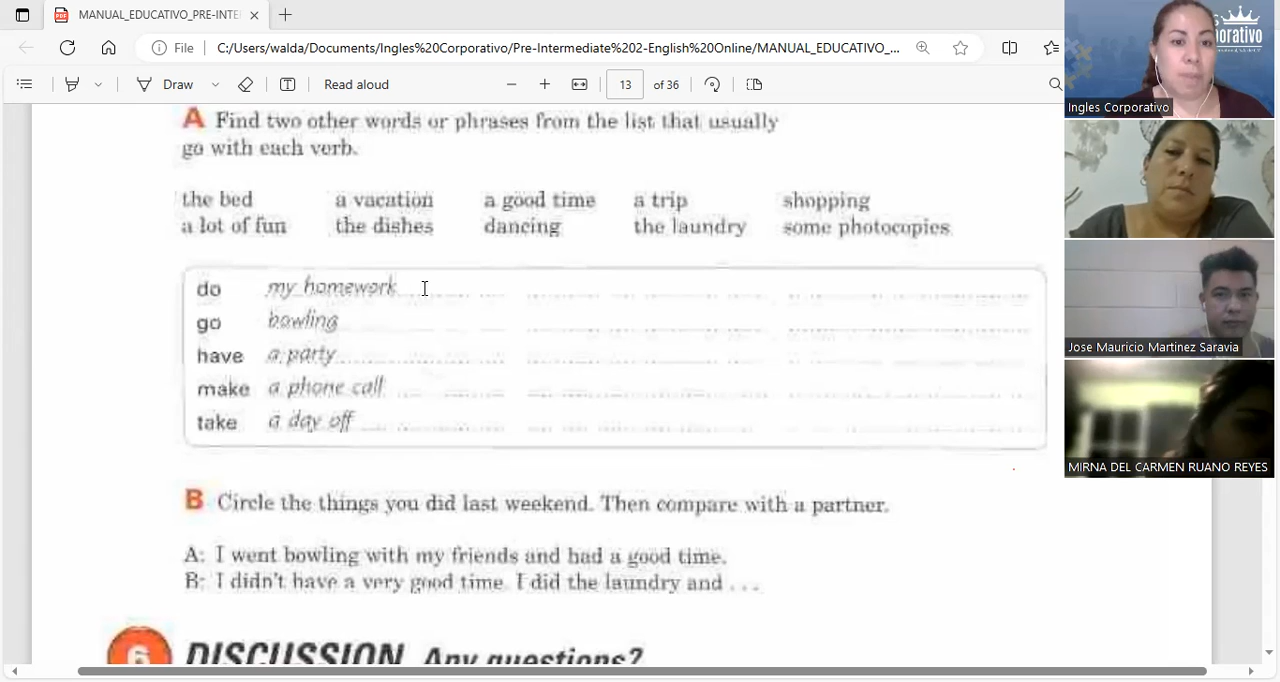 MANUAL_EDUCATIVO_PRE-INTE
File
C:/Users/walda/Documents/Ingles%20Corporativo/Pre-Intermediate%202-English%20Online/MANUAL_EDUCATIVO_...
Draw
Read aloud
13 of 36
A Find two other words or phrases from the list that usually
go with each verb.
the bed a vacation a good time a trip shopping
a lot of fun the dishes dancing the laundry some photocopies
do my homework
go bowling
have a party
make a phone call
take a day off
B Circle the things you did last weekend. Then compare with a partner.
A: I went bowling with my friends and had a good time.
B: I didn't have a very good time. I did the laundry and . . .
6 DISCUSSION Any questions?
orativo
Ingles Corporativo
Jose Mauricio Martinez Saravia
MIRNA DEL CARMEN RUANO REYES